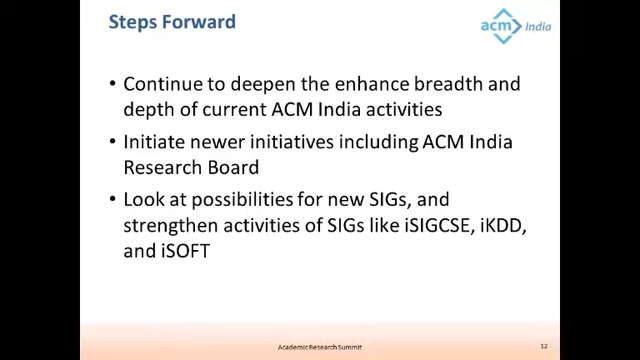 Steps Forward
acm India
• Continue to deepen the enhance breadth and
depth of current ACM India activities
• Initiate newer initiatives including ACM India
Research Board
• Look at possibilities for new SIGs, and
strengthen activities of SIGs like iSIGCSE, iKDD,
and iSOFT
Academic Research Summit
12